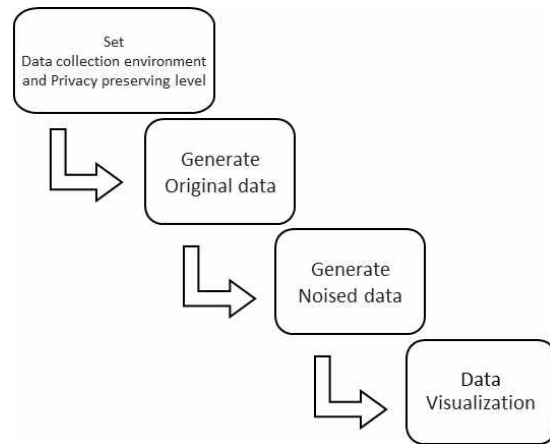 Set
Data collection environment
and Privacy preserving level
Generate
Original data
Generate
Noised data
Data
Visualization